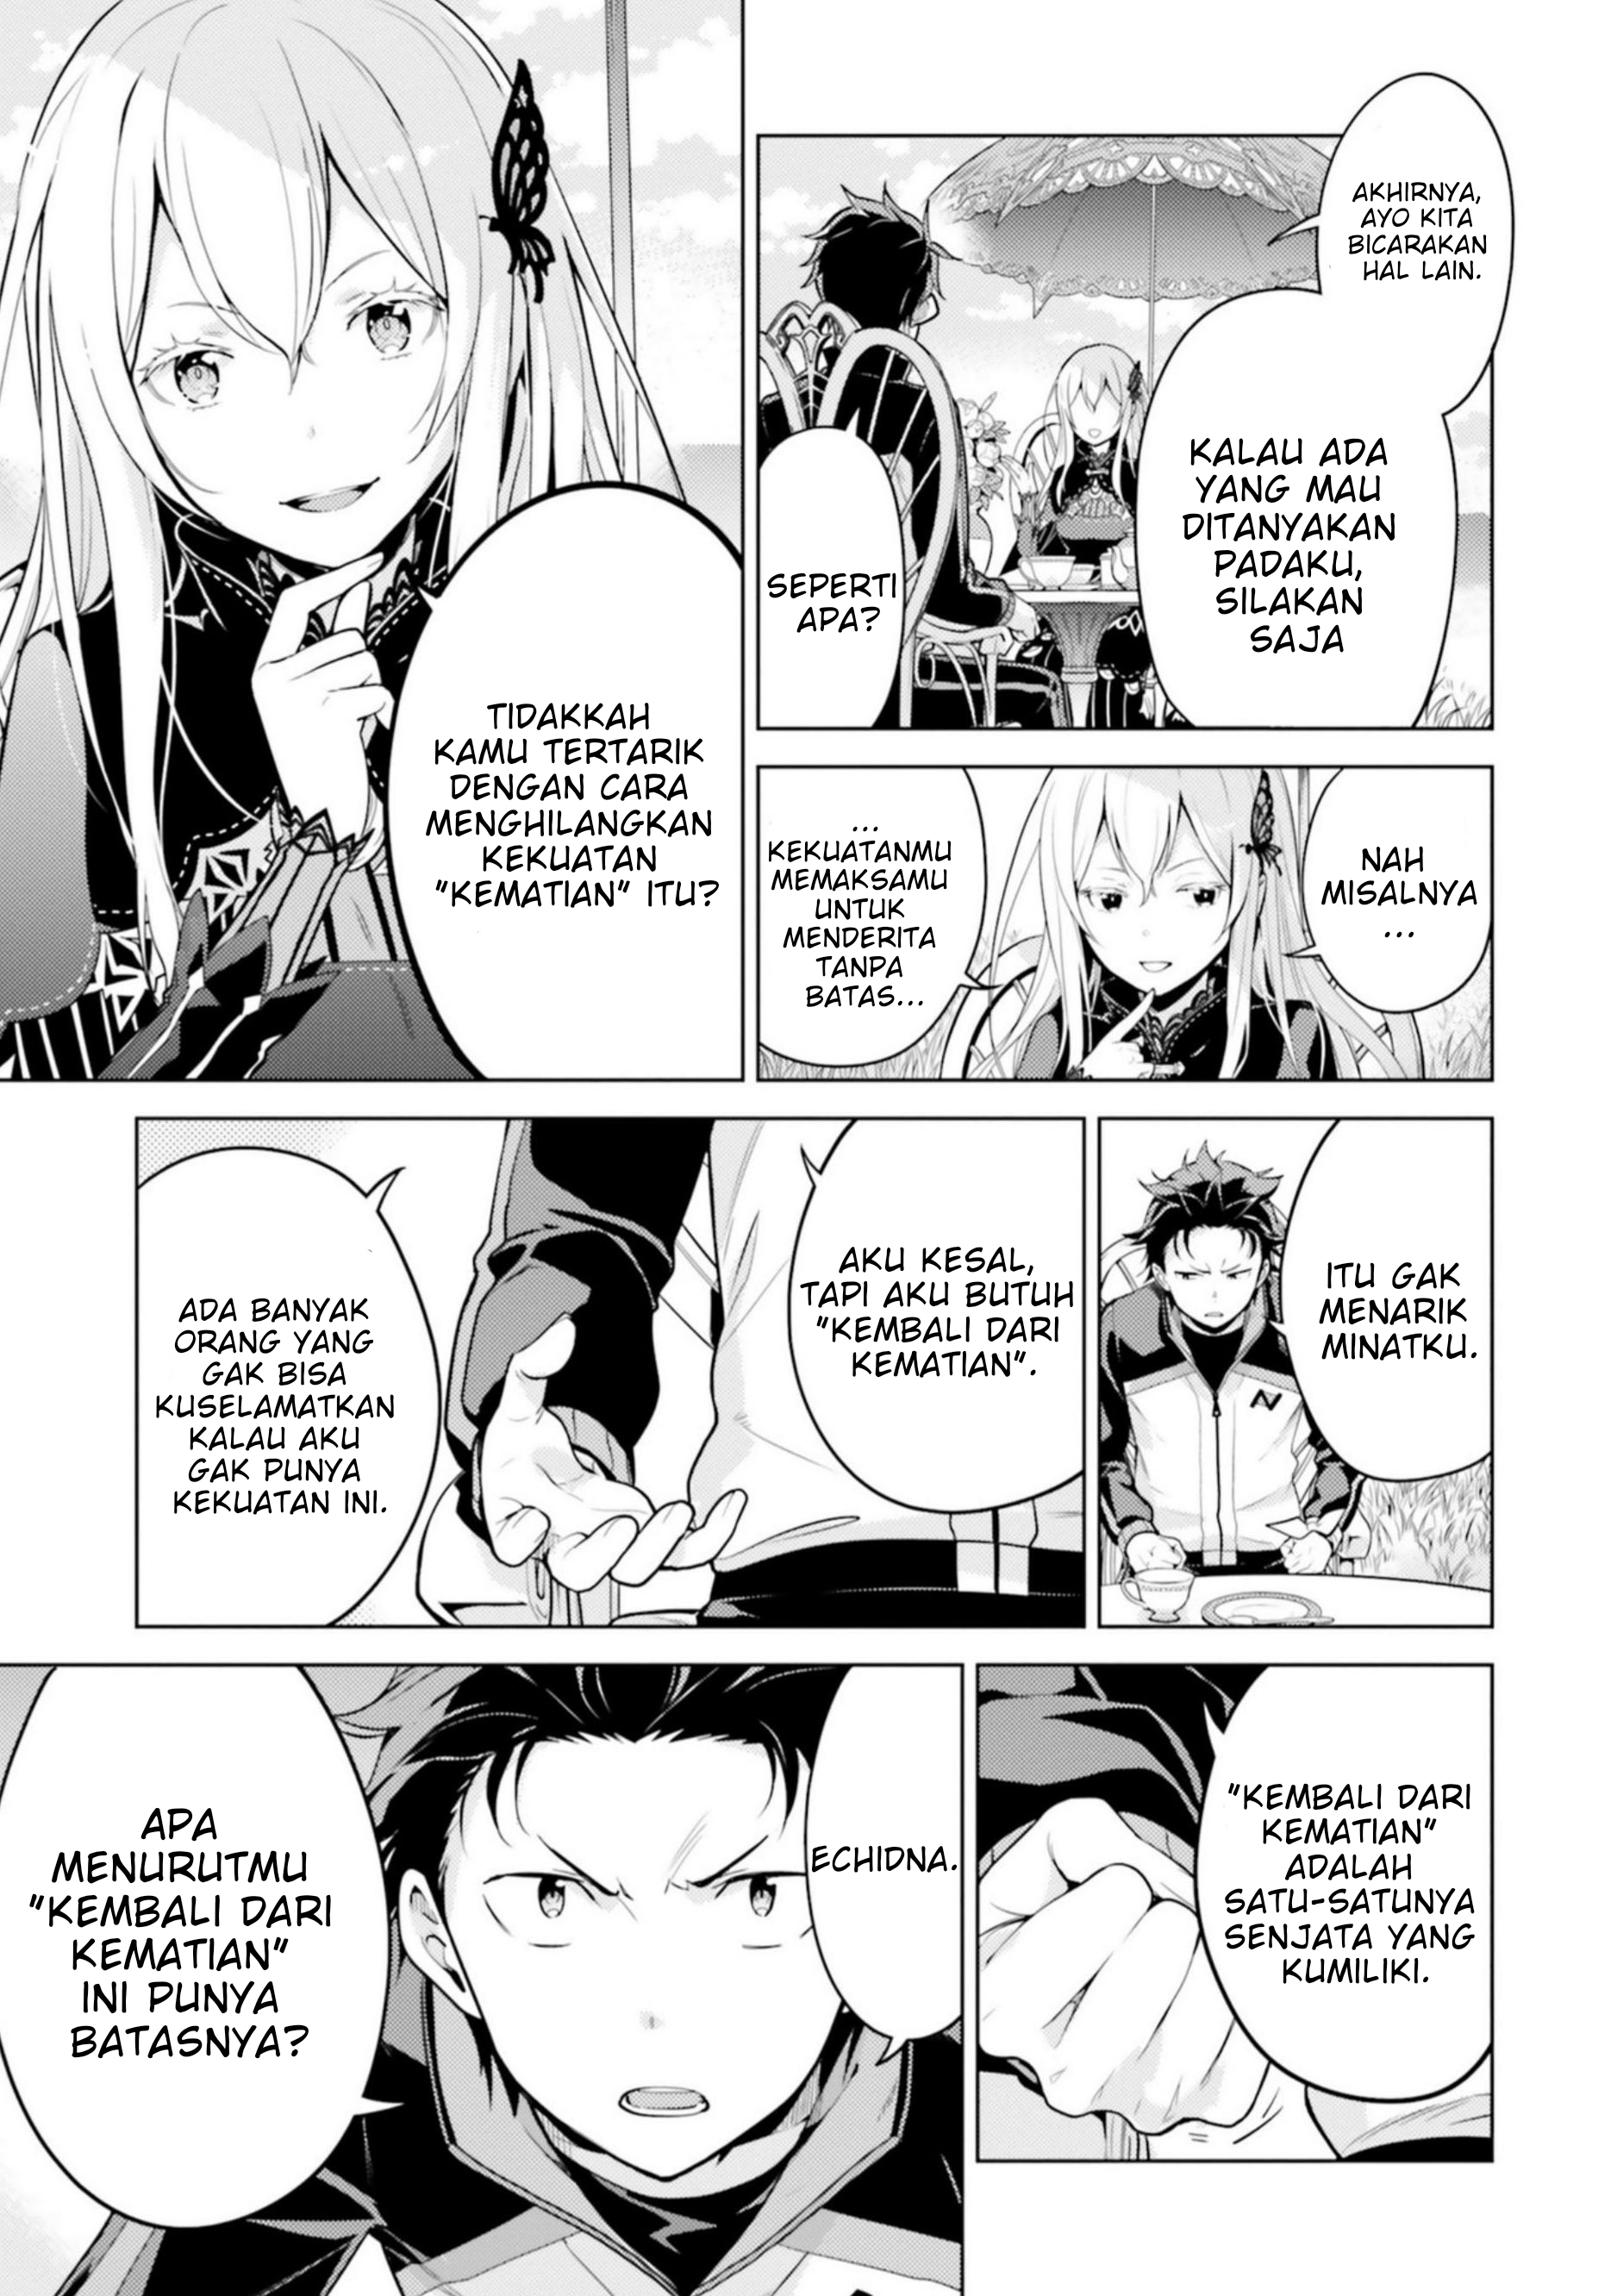 AKHIRNYA,
AYO KITA
BICARAKAN
HAL LAIN.
KALAU ADA
YANG MAU
DITANYAKAN
PADAKU,
SILAKAN
SAJA
SEPERTI
APA?
NAH
MISALNYA
...
...
KEKUATANMU
MEMAKSAMU
UNTUK
MENDERITA
TANPA
BATAS...
TIDAKKAH
KAMU TERTARIK
DENGAN CARA
MENGHILANGKAN
KEKUATAN
"KEMATIAN" ITU?
ITU GAK
MENARIK
MINATKU.
AKU KESAL,
TAPI AKU BUTUH
"KEMBALI DARI
KEMATIAN".
ADA BANYAK
ORANG YANG
GAK BISA
KUSELAMATKAN
KALAU AKU
GAK PUNYA
KEKUATAN INI.
"KEMBALI DARI
KEMATIAN"
ADALAH
SATU-SATUNYA
SENJATA YANG
KUMILIKI.
ECHIDNA.
APA
MENURUTMU
"KEMBALI DARI
KEMATIAN"
INI PUNYA
BATASNYA?